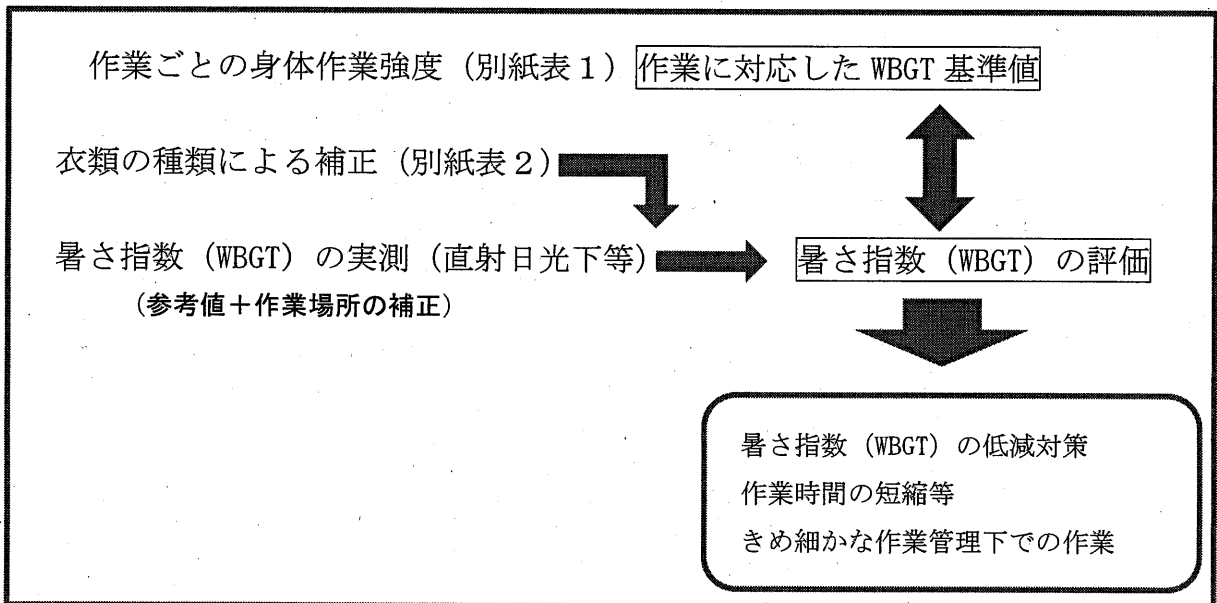 作業ごとの身体作業強度（別紙表１）作業に対応した WBGT 基準値
衣類の種類による補正（別紙表２）
暑さ指数（WBGT）の実測（直射日光下等） 暑さ指数（WBGT）の評価
（参考値＋作業場所の補正）
暑さ指数（WBGT）の低減対策
作業時間の短縮等
きめ細かな作業管理下での作業